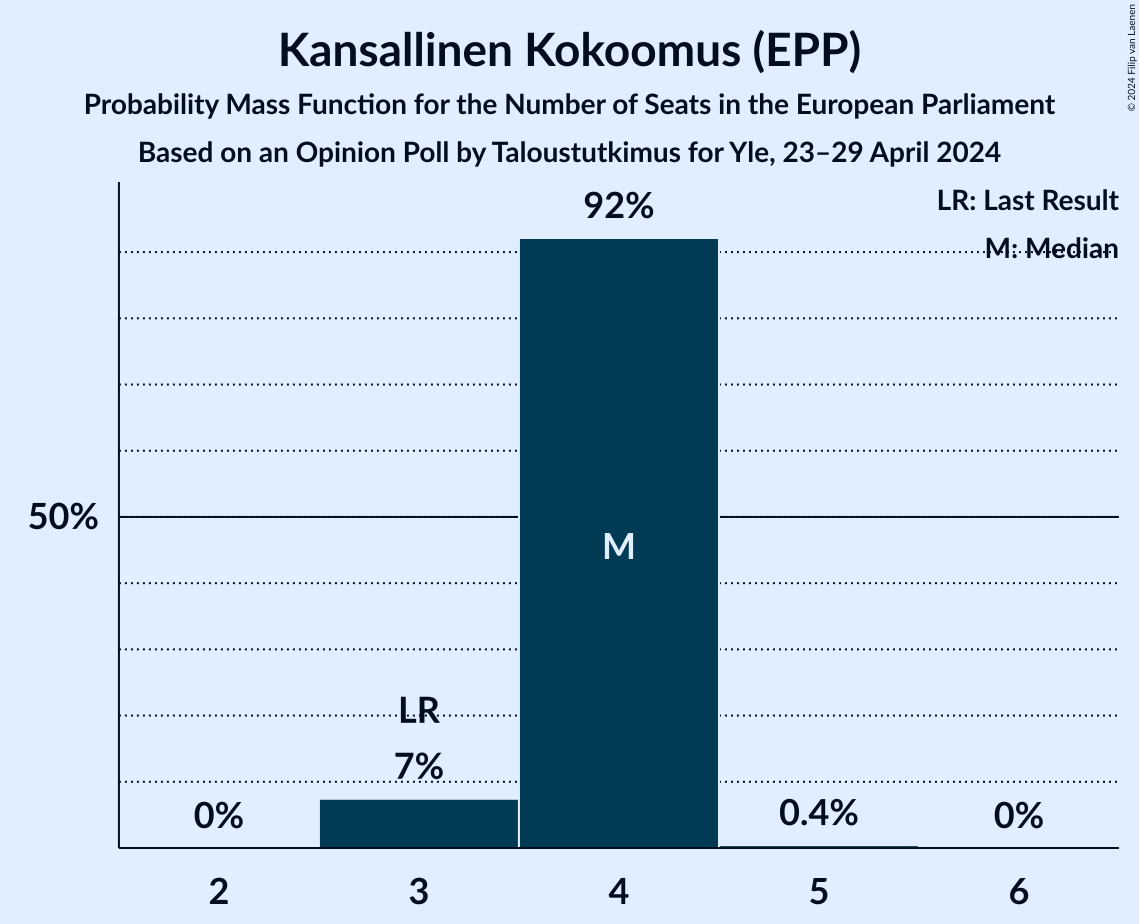 Kansallinen Kokoomus (EPP)
Probability Mass Function for the Number of Seats in the European Parliament
Based on an Opinion Poll by Taloustutkimus for Yle, 23–29 April 2024
© 2024 Filip van Laenen
LR: Last Result
M: Median
92%
50%
M
LR
7%
0%
0.4%
0%
2
3
4
5
6